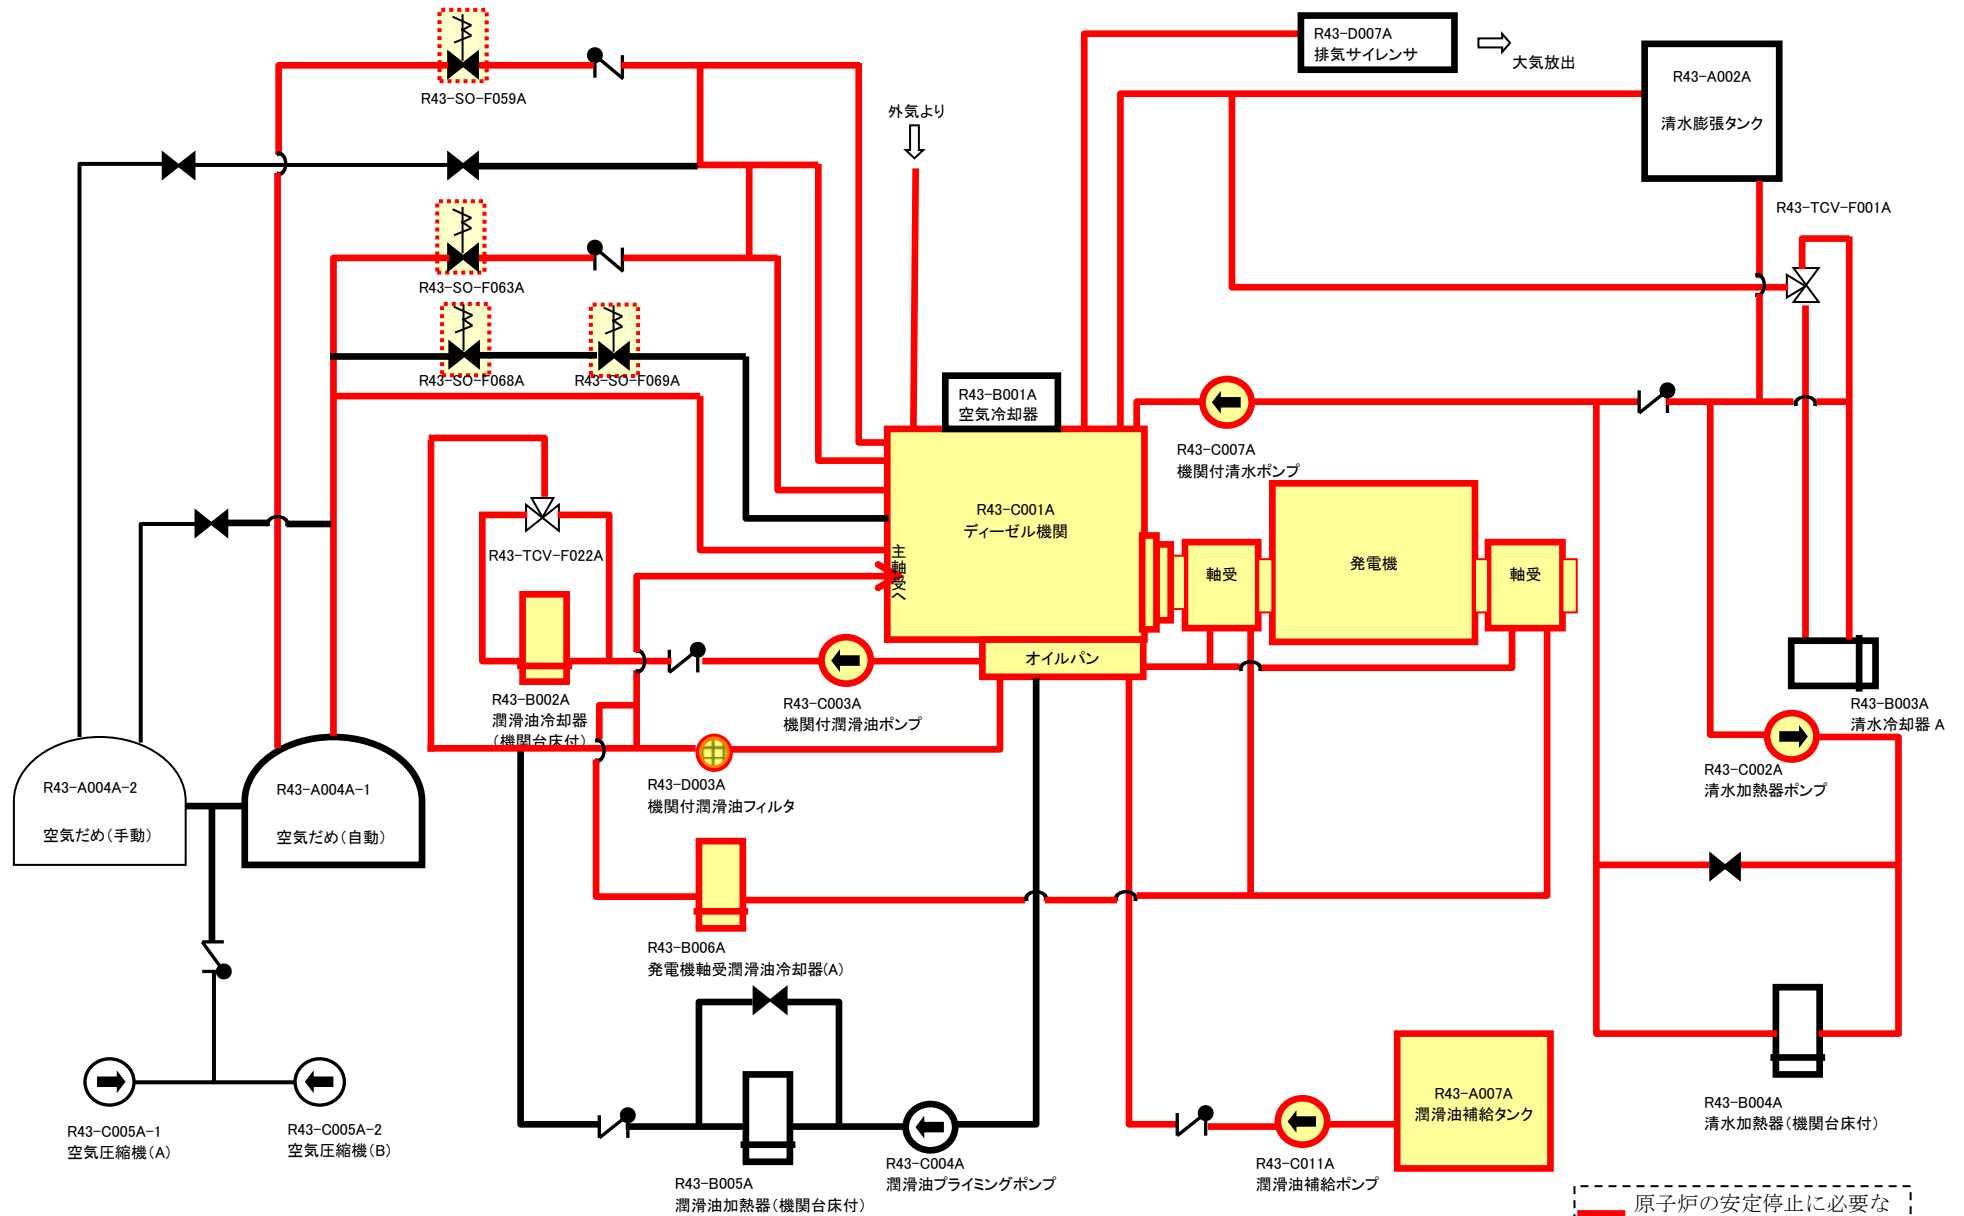 R43-SO-F059A
R43-D007A
排気サイレンサ
大気放出
R43-A002A
清水膨張タンク
外気より
R43-TCV-F001A
R43-SO-F063A
R43-SO-F068A
R43-SO-F069A
R43-B001A
空気冷却器
R43-C007A
機関付清水ポンプ
R43-C001A
ディーゼル機関
R43-TCV-F022A
主軸受へ
軸受
発電機
軸受
オイルパン
R43-B002A
潤滑油冷却器
(機関台床付)
R43-C003A
機関付潤滑油ポンプ
R43-B003A
清水冷却器 A
R43-C002A
清水加熱器ポンプ
R43-A004A-2
空気だめ(手動)
R43-A004A-1
空気だめ(自動)
R43-D003A
機関付潤滑油フィルタ
R43-B006A
発電機軸受潤滑油冷却器(A)
R43-C005A-1
空気圧縮機(A)
R43-C005A-2
空気圧縮機(B)
R43-B005A
潤滑油加熱器(機関台床付)
R43-C004A
潤滑油プライミングポンプ
R43-C011A
潤滑油補給ポンプ
R43-A007A
潤滑油補給タンク
R43-B004A
清水加熱器(機関台床付)
原子炉の安定停止に必要な